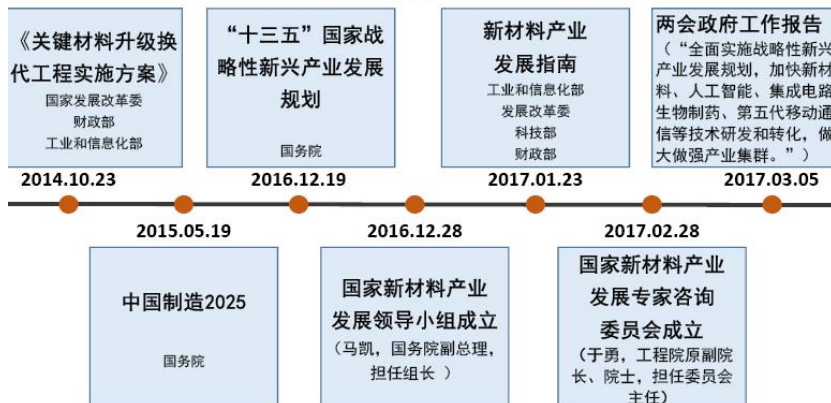 《关键材料升级换
代工程实施方案》
国家发展改革委
财政部
工业和信息化部
2014.10.23
“十三五”国家战
略性新兴产业发展
规划
国务院
2016.12.19
新材料产业
发展指南
工业和信息化部
发展改革委
科技部
财政部
2017.01.23
两会政府工作报告
（“全面实施战略性新兴
产业发展规划，加快新材
料、人工智能、集成电路
生物制药、第五代移动通
信等技术研发和转化，做
大做强产业集群。”）
2017.03.05
2015.05.19
中国制造2025
国务院
2016.12.28
国家新材料产业
发展领导小组成立
（马凯，国务院副总理，
担任组长 ）
2017.02.28
国家新材料产业
发展专家咨询
委员会成立
（于勇，工程院原副院
长、院士，担任委员会
主任）